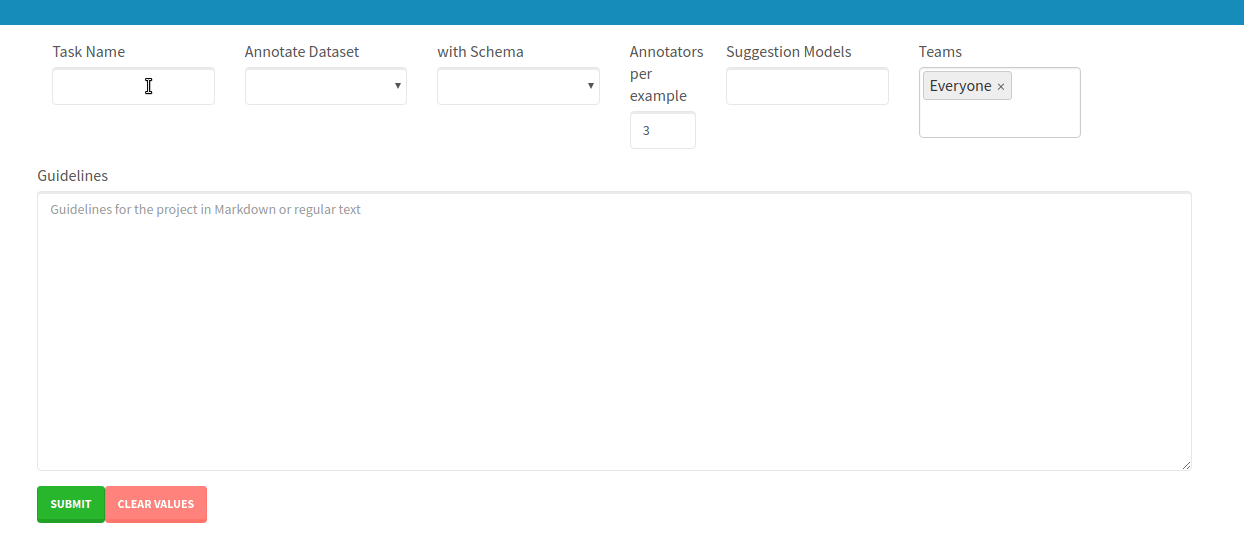 Task Name
Annotate Dataset
with Schema
Annotators
per
example
Suggestion Models
Teams
Everyone ×
3
Guidelines
Guidelines for the project in Markdown or regular text
SUBMIT
CLEAR VALUES